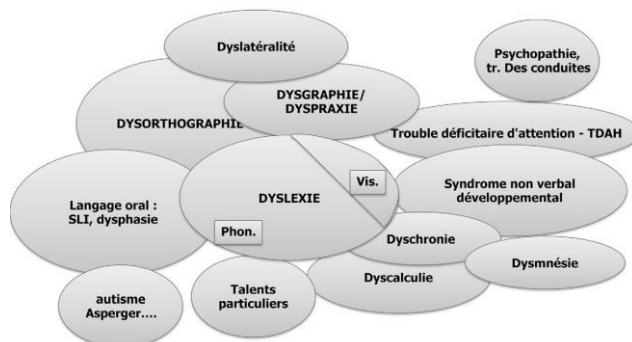 Dyslatéralité
Psychopathie,
tr. Des conduites
DYSGRAPHIE/
DYSPRAXIE
DYSORTHOGRAPHIE
Trouble déficitaire d'attention - TDAH
Vis.
Syndrome non verbal
développemental
DYSLEXIE
Langage oral :
SLI, dysphasie
Phon.
Dyschronie
Dysmnésie
Dyscalculie
Talents
particuliers
autisme
Asperger....